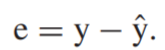 e = y − ŷ.